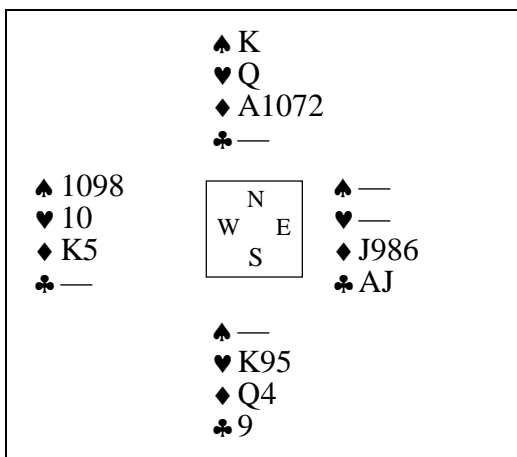 ♠ K
♥ Q
♦ A1072
♣ —
♠ 1098
♥ 10
♦ K5
♣ —
N
W E
S
♠ —
♥ —
♦ J986
♣ AJ
♠ —
♥ K95
♦ Q4
♣ 9